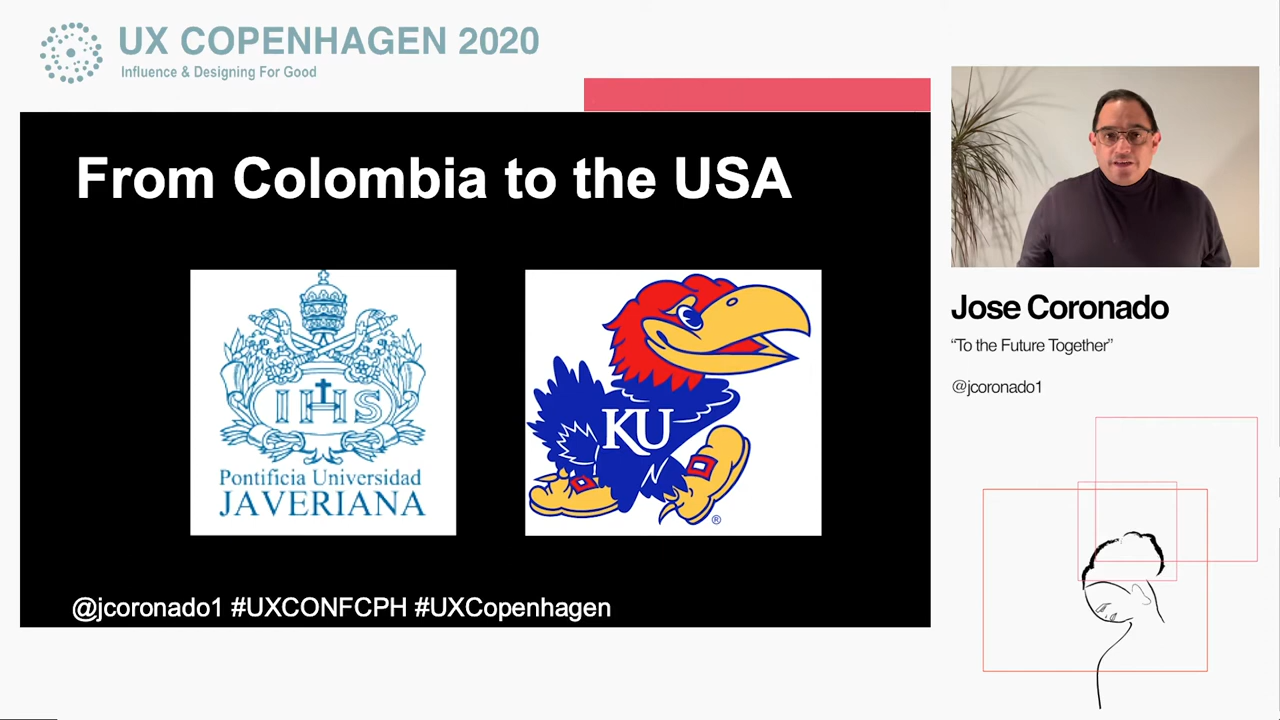 UX COPENHAGEN 2020
Influence & Designing For Good
From Colombia to the USA
IHS
Pontificia Universidad
JAVERIANA
KU
®
@jcoronado1 #UXCONFCPH #UXCopenhagen
Jose Coronado
“To the Future Together”
@jcoronado1